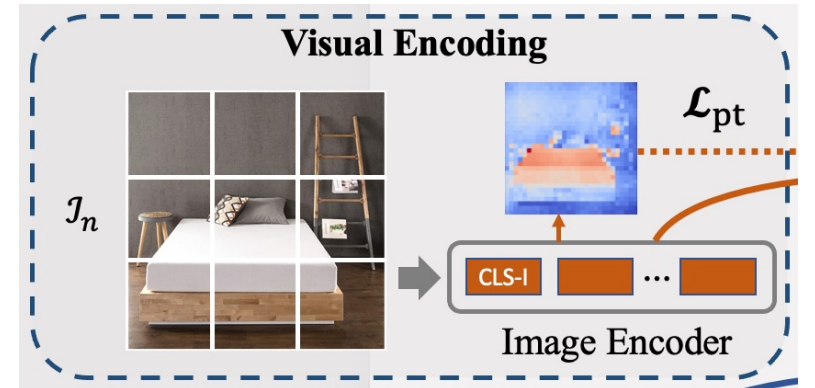 Visual Encoding
𝓛pt
ℐn
CLS-I
...
Image Encoder